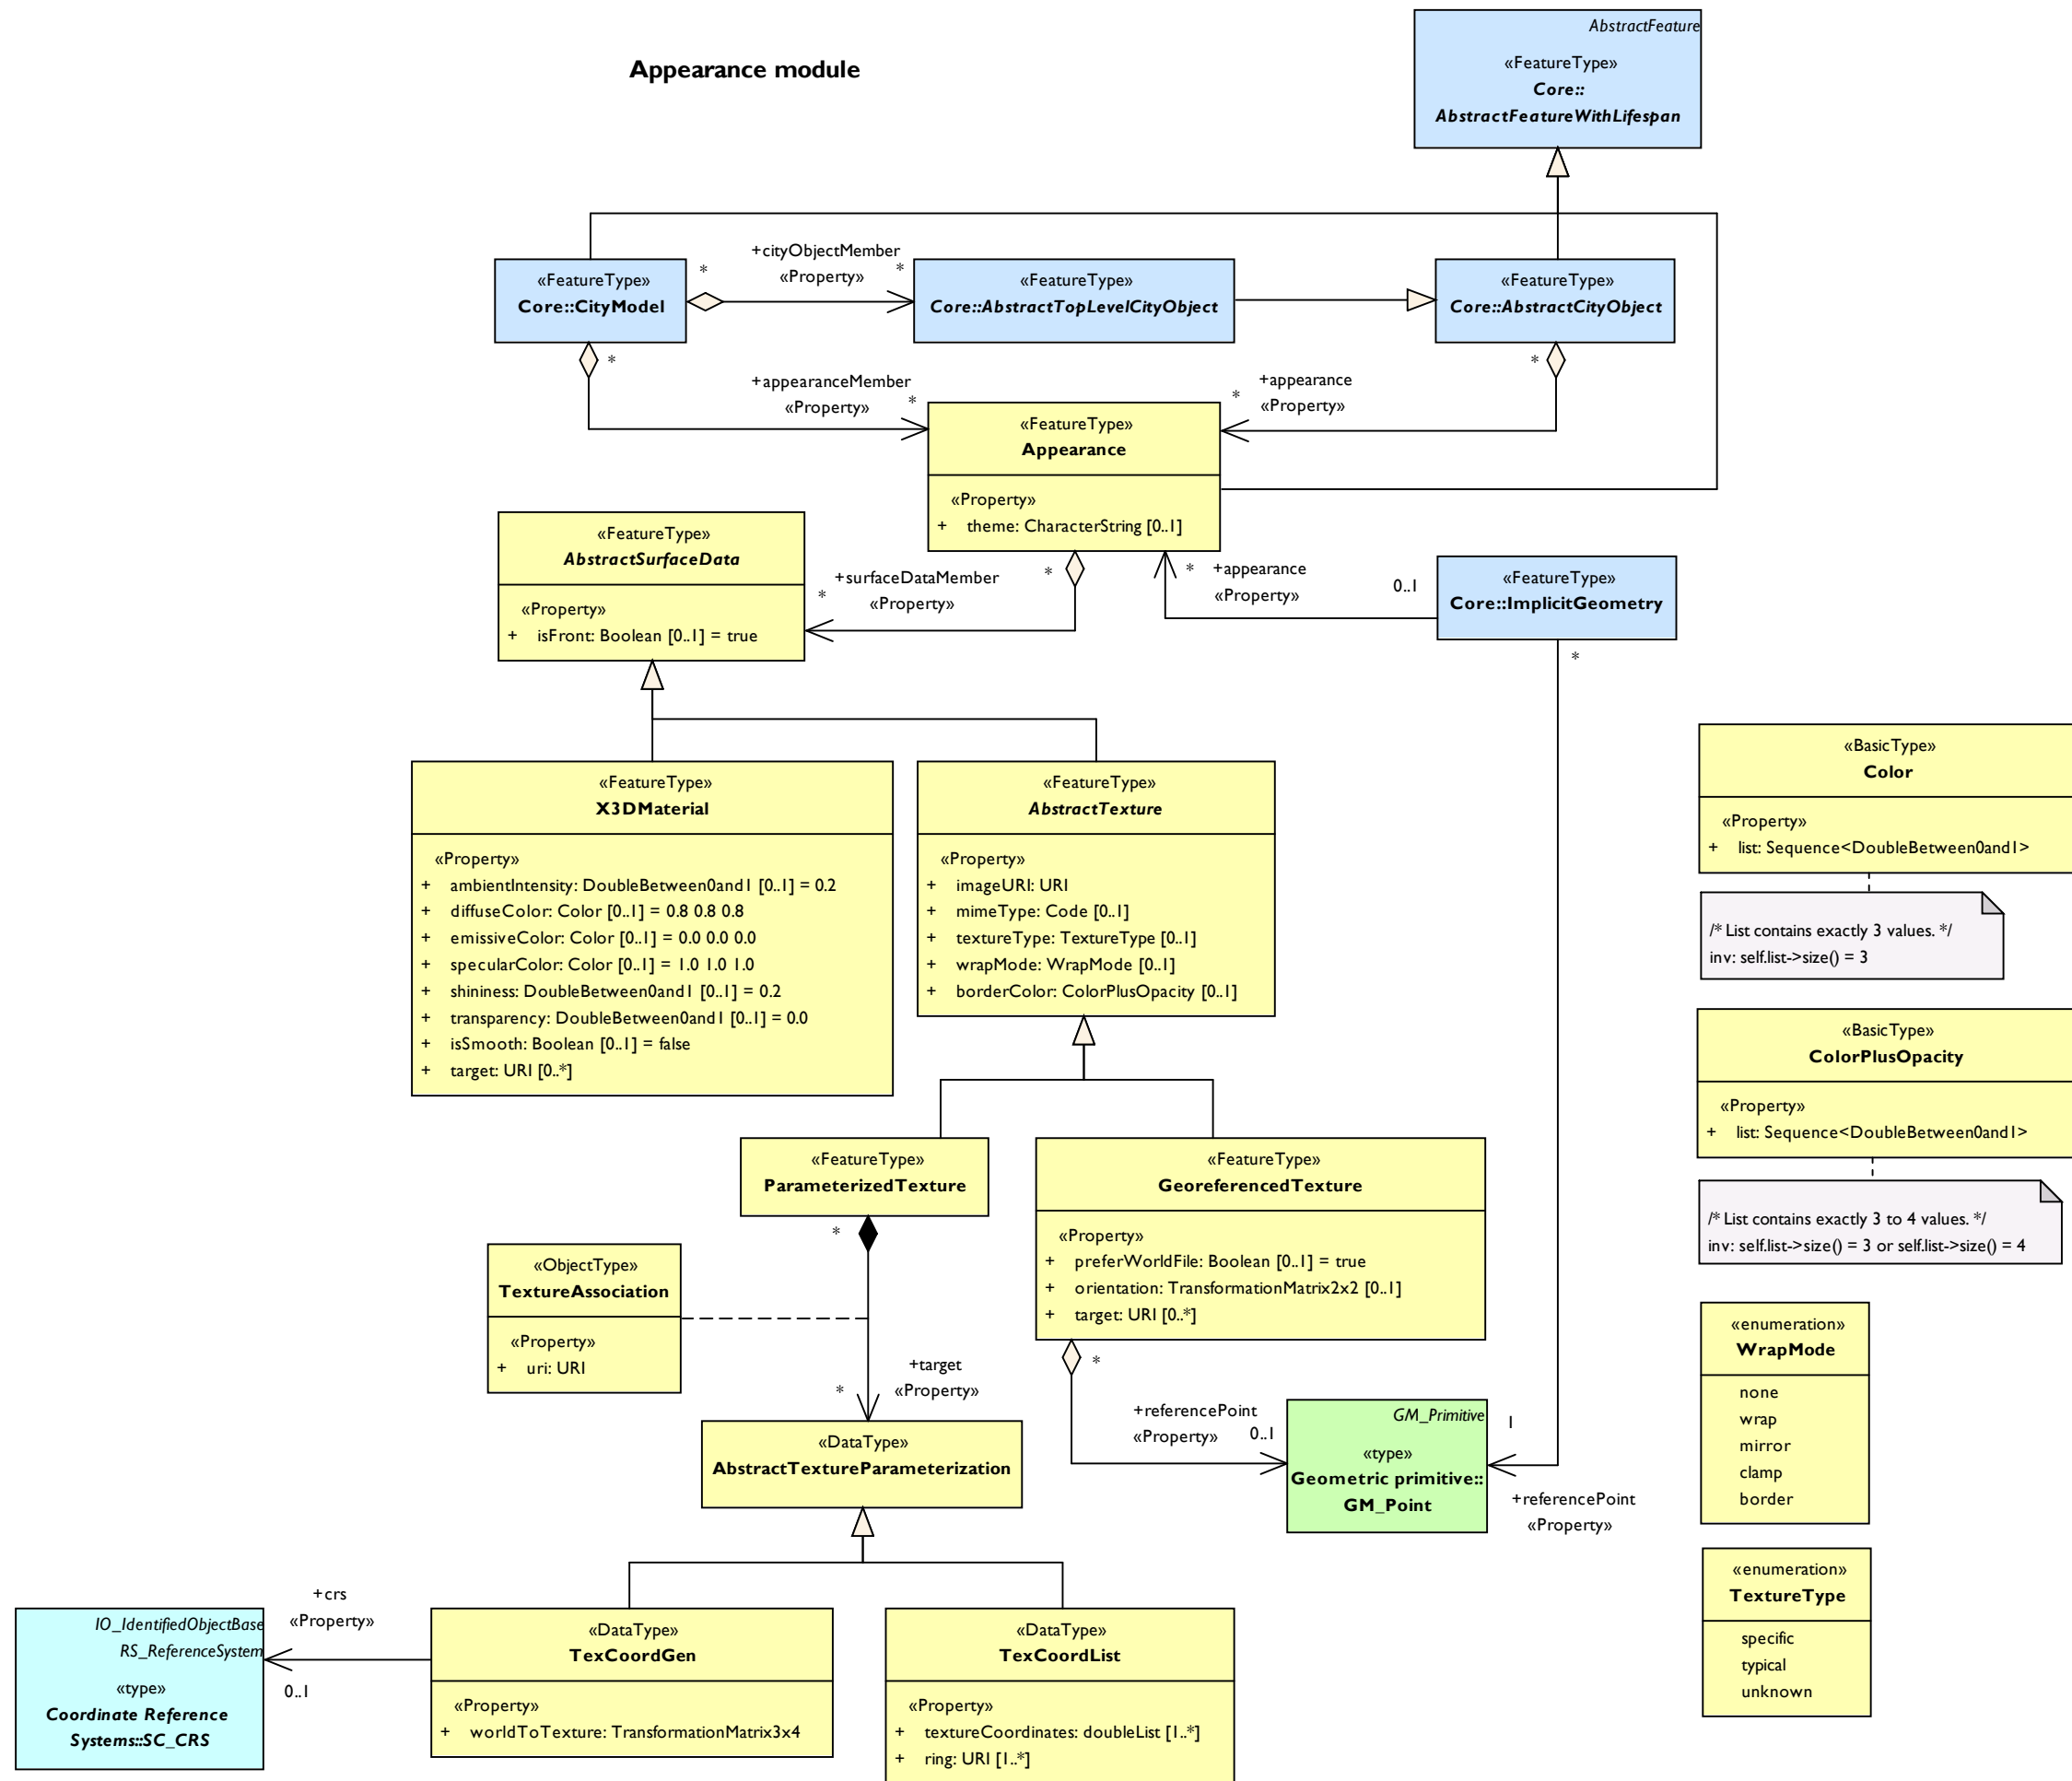 Appearance module
AbstractFeature
«FeatureType»
Core::
AbstractFeatureWithLifespan
«FeatureType»
Core::CityModel
*
+cityObjectMember
«Property»
*
«FeatureType»
Core::AbstractTopLevelCityObject
«FeatureType»
Core::AbstractCityObject
*
+appearanceMember
«Property»
*
*
+appearance
«Property»
*
«FeatureType»
Appearance
«Property»
+ theme: CharacterString [0..1]
«FeatureType»
AbstractSurfaceData
«Property»
+ isFront: Boolean [0..1] = true
+surfaceDataMember
«Property»
*
*
*
+appearance
«Property»
0..1
«FeatureType»
Core::ImplicitGeometry
*
«FeatureType»
X3DMaterial
«Property»
+ ambientIntensity: DoubleBetween0and1 [0..1] = 0.2
+ diffuseColor: Color [0..1] = 0.8 0.8 0.8
+ emissiveColor: Color [0..1] = 0.0 0.0 0.0
+ specularColor: Color [0..1] = 1.0 1.0 1.0
+ shininess: DoubleBetween0and1 [0..1] = 0.2
+ transparency: DoubleBetween0and1 [0..1] = 0.0
+ isSmooth: Boolean [0..1] = false
+ target: URI [0..*]
«FeatureType»
AbstractTexture
«Property»
+ imageURI: URI
+ mimeType: Code [0..1]
+ textureType: TextureType [0..1]
+ wrapMode: WrapMode [0..1]
+ borderColor: ColorPlusOpacity [0..1]
«BasicType»
Color
«Property»
+ list: Sequence<DoubleBetween0and1>
/* List contains exactly 3 values. */
inv: self.list->size() = 3
«BasicType»
ColorPlusOpacity
«Property»
+ list: Sequence<DoubleBetween0and1>
/* List contains exactly 3 to 4 values. */
inv: self.list->size() = 3 or self.list->size() = 4
«FeatureType»
ParameterizedTexture
*
«FeatureType»
GeoreferencedTexture
«Property»
+ preferWorldFile: Boolean [0..1] = true
+ orientation: TransformationMatrix2x2 [0..1]
+ target: URI [0..*]
*
«ObjectType»
TextureAssociation
«Property»
+ uri: URI
+target
«Property»
*
«DataType»
AbstractTextureParameterization
+referencePoint
«Property»
0..1
GM_Primitive
«type»
Geometric primitive::
GM_Point
1
+referencePoint
«Property»
«enumeration»
WrapMode
none
wrap
mirror
clamp
border
«enumeration»
TextureType
specific
typical
unknown
+crs
«Property»
0..1
IO_IdentifiedObjectBase
RS_ReferenceSystem
«type»
Coordinate Reference
Systems::SC_CRS
«DataType»
TexCoordGen
«Property»
+ worldToTexture: TransformationMatrix3x4
«DataType»
TexCoordList
«Property»
+ textureCoordinates: doubleList [1..*]
+ ring: URI [1..*]